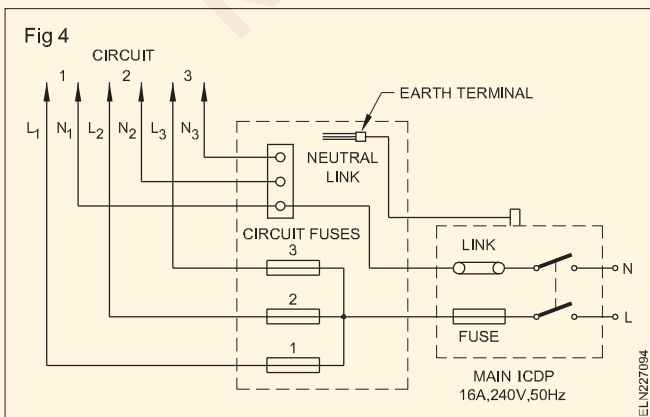 Fig 4
CIRCUIT
1 2 3
L1 N1 L2 N2 L3 N3
EARTH TERMINAL
NEUTRAL
LINK
CIRCUIT FUSES
3
2
1
LINK
N
FUSE
L
MAIN ICDP
16A,240V,50Hz
ELN227094